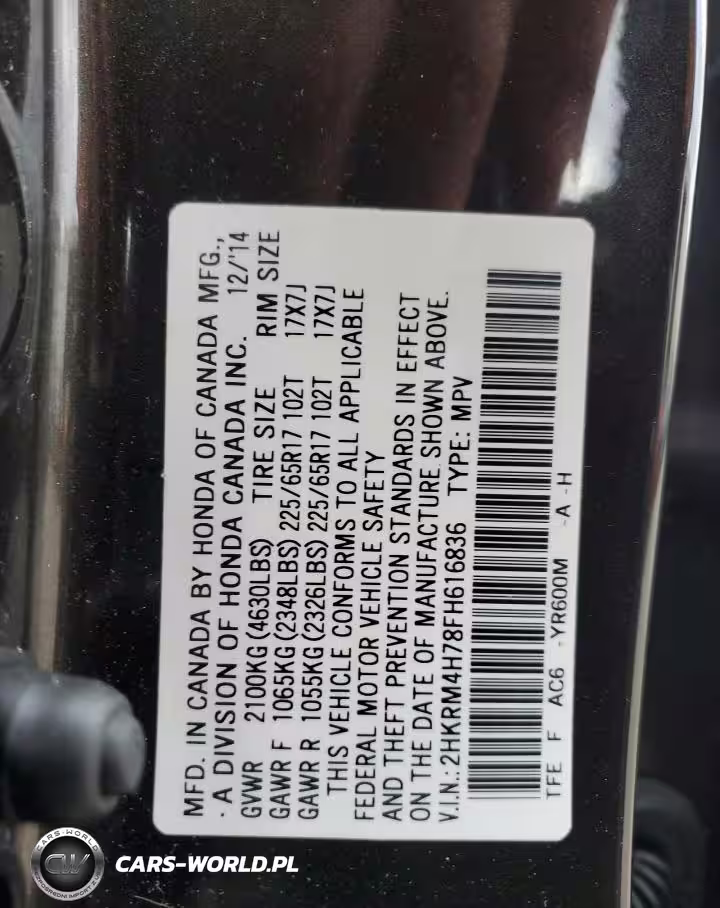 MFD. IN CANADA BY HONDA OF CANADA MFG.,
· A DIVISION OF HONDA CANADA INC. 12/'14
GVWR 2100KG(4630LBS) TIRE SIZE RIM SIZE
GAWR F 1065KG(2348LBS) 225/65R17 102T 17X7J
GAWR R 1055KG(2326LBS) 225/65R17 102T 17X7J
THIS VEHICLE CONFORMS TO ALL APPLICABLE
FEDERAL MOTOR VEHICLE SAFETY
AND THEFT PREVENTION STANDARDS IN EFFECT
ON THE DATE OF MANUFACTURE SHOWN ABOVE.
V.I.N.: 2HKRM4H78FH616836 TYPE: MPV
TFE F AC6 -YR600M -A -H
CARS-WORLD
CW
CARS-WORLD.PL